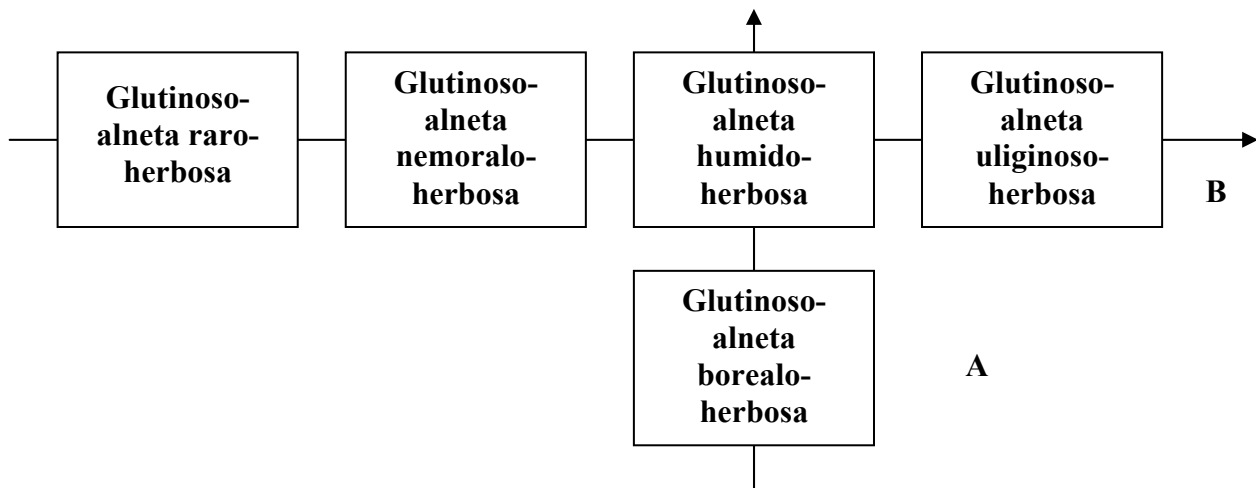 Glutinoso-
alneta raro-
herbosa
Glutinoso-
alneta
nemoralo-
herbosa
Glutinoso-
alneta
humido-
herbosa
Glutinoso-
alneta
uliginoso-
herbosa
B
Glutinoso-
alneta
borealo-
herbosa
A